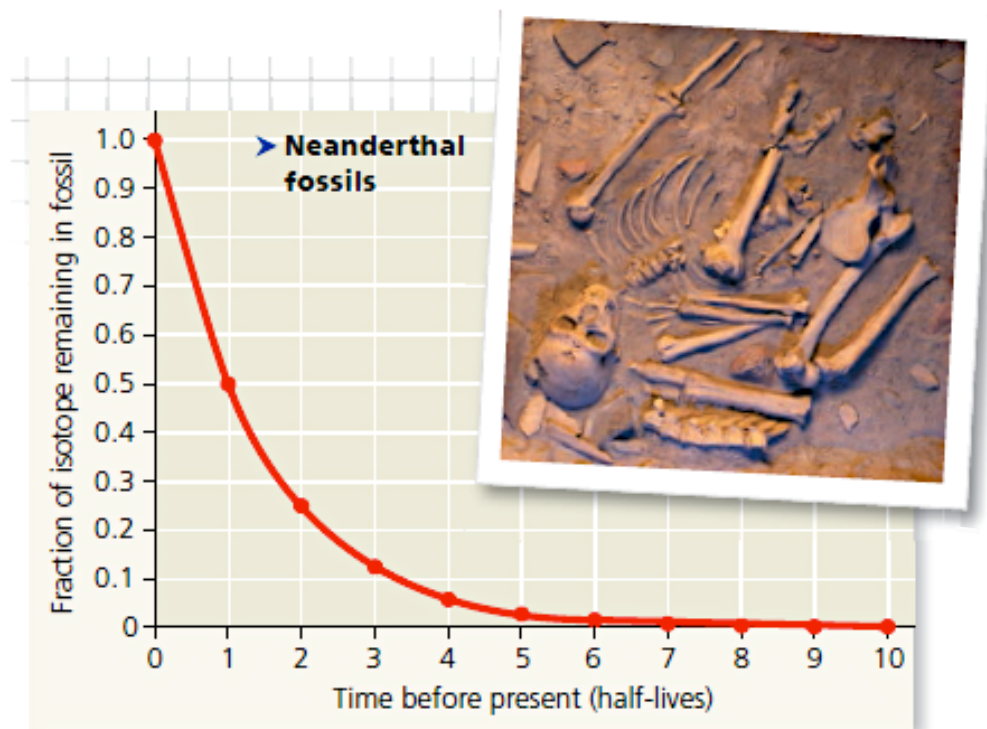 Neanderthal
fossils
Fraction of isotope remaining in fossil
1.0
0.9
0.8
0.7
0.6
0.5
0.4
0.3
0.2
0.1
0
0 1 2 3 4 5 6 7 8 9 10
Time before present (half-lives)